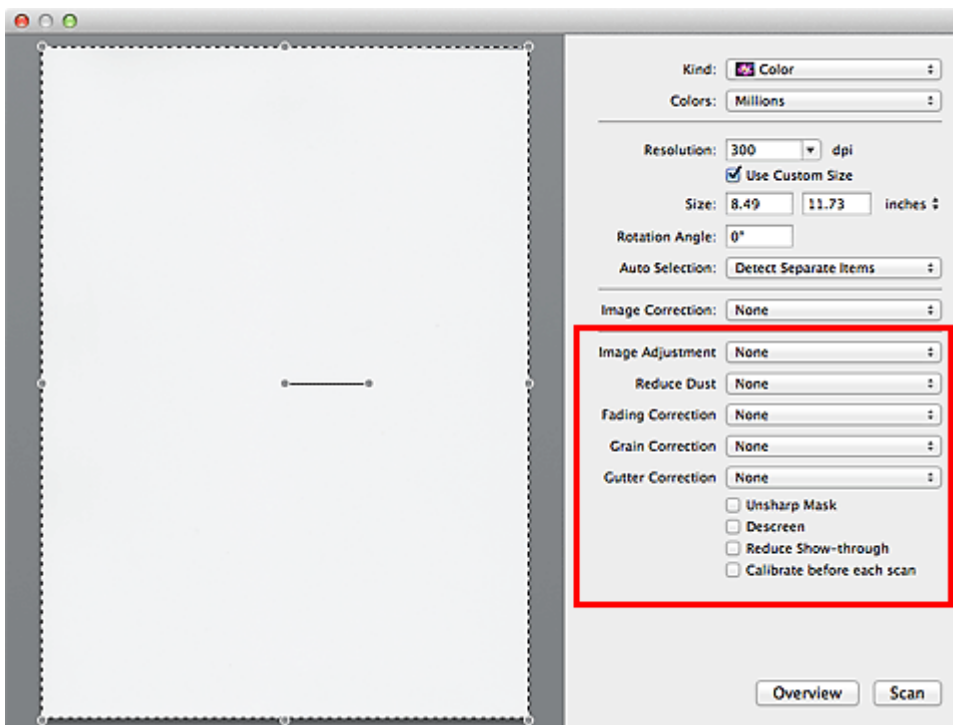 Kind: Color
Colors: Millions
Resolution: 300 dpi
Use Custom Size
Size: 8.49 11.73 inches
Rotation Angle: 0°
Auto Selection: Detect Separate Items
Image Correction: None
Image Adjustment None
Reduce Dust None
Fading Correction None
Grain Correction None
Gutter Correction None
Unsharp Mask
Descreen
Reduce Show-through
Calibrate before each scan
Overview Scan